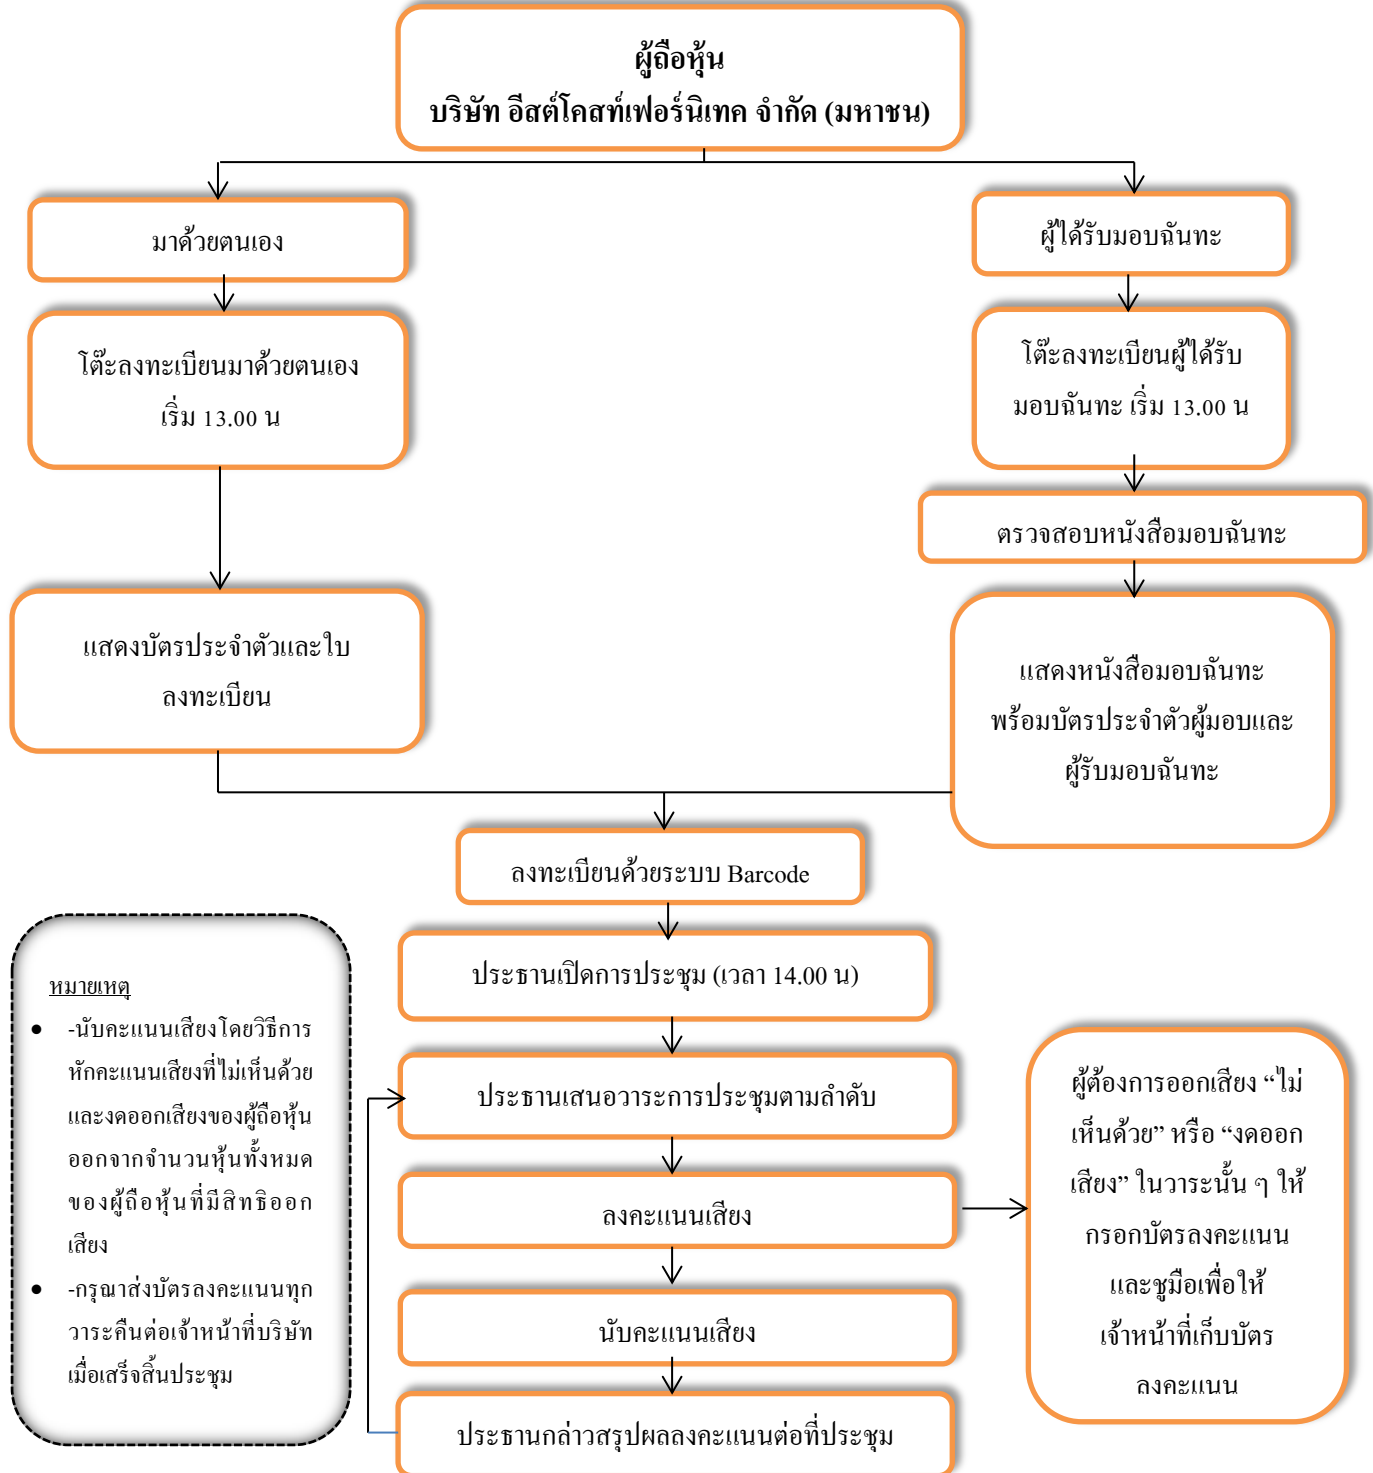 ผู้ถือหุ้น
บริษัท อีสต์โคสท์เฟอร์นิเทค จำกัด (มหาชน)
มาด้วยตนเอง
ผู้ได้รับมอบฉันทะ
โต๊ะลงทะเบียนมาด้วยตนเอง
เริ่ม 13.00 น
โต๊ะลงทะเบียนผู้ได้รับ
มอบฉันทะ เริ่ม 13.00 น
ตรวจสอบหนังสือมอบฉันทะ
แสดงบัตรประจำตัวและใบ
ลงทะเบียน
แสดงหนังสือมอบฉันทะ
พร้อมบัตรประจำตัวผู้มอบและ
ผู้รับมอบฉันทะ
ลงทะเบียนด้วยระบบ Barcode
ประธานเปิดการประชุม (เวลา 14.00 น)
ประธานเสนอวาระการประชุมตามลำดับ
ลงคะแนนเสียง
นับคะแนนเสียง
ประธานกล่าวสรุปผลลงคะแนนต่อที่ประชุม
หมายเหตุ
• -นับคะแนนเสียงโดยวิธีการ
หักคะแนนเสียงที่ไม่เห็นด้วย
และงดออกเสียงของผู้ถือหุ้น
ออกจากจำนวนหุ้นทั้งหมด
ของผู้ถือหุ้นที่มีสิทธิออก
เสียง
• -กรุณาส่งบัตรลงคะแนนทุก
วาระคืนต่อเจ้าหน้าที่บริษัท
เมื่อเสร็จสิ้นประชุม
ผู้ต้องการออกเสียง “ไม่
เห็นด้วย” หรือ “งดออก
เสียง” ในวาระนั้น ๆ ให้
กรอกบัตรลงคะแนน
และชูมือเพื่อให้
เจ้าหน้าที่เก็บบัตร
ลงคะแนน